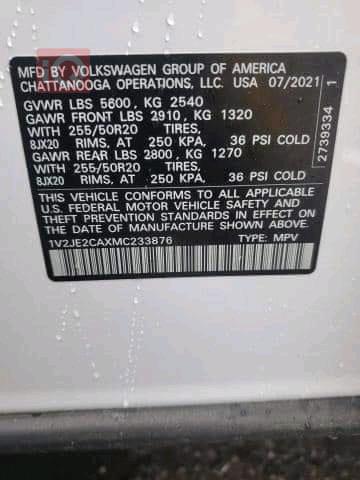 MFD BY VOLKSWAGEN GROUP OF AMERICA
CHATTANOOGA OPERATIONS, LLC. USA 07/2021
GVWR LBS 5600, KG 2540
GAWR FRONT LBS 2910, KG 1320
WITH 255/50R20 TIRES,
8JX20 RIMS, AT 250 KPA, 36 PSI COLD
GAWR REAR LBS 2800, KG 1270
WITH 255/50R20 TIRES,
8JX20 RIMS, AT 250 KPA, 36 PSI COLD
THIS VEHICLE CONFORMS TO ALL APPLICABLE
U.S. FEDERAL MOTOR VEHICLE SAFETY AND
THEFT PREVENTION STANDARDS IN EFFECT ON
THE DATE OF MANUFACTURE SHOWN ABOVE.
1V2JE2CAXMC233876 TYPE: MPV
2739334 1